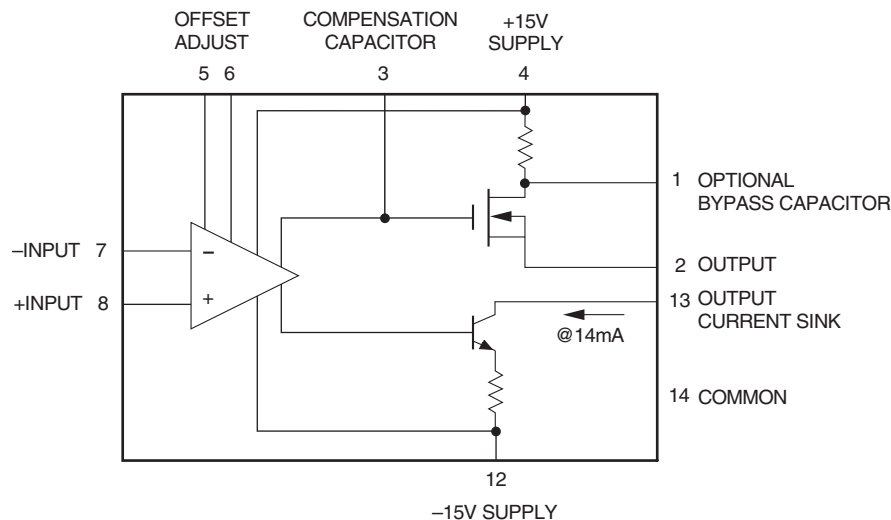 OFFSET
ADJUST
5 6
COMPENSATION
CAPACITOR
3
+15V
SUPPLY
4
1 OPTIONAL
BYPASS CAPACITOR
–INPUT 7
−
2 OUTPUT
+INPUT 8
+
13 OUTPUT
CURRENT SINK
@14mA
14 COMMON
12
–15V SUPPLY